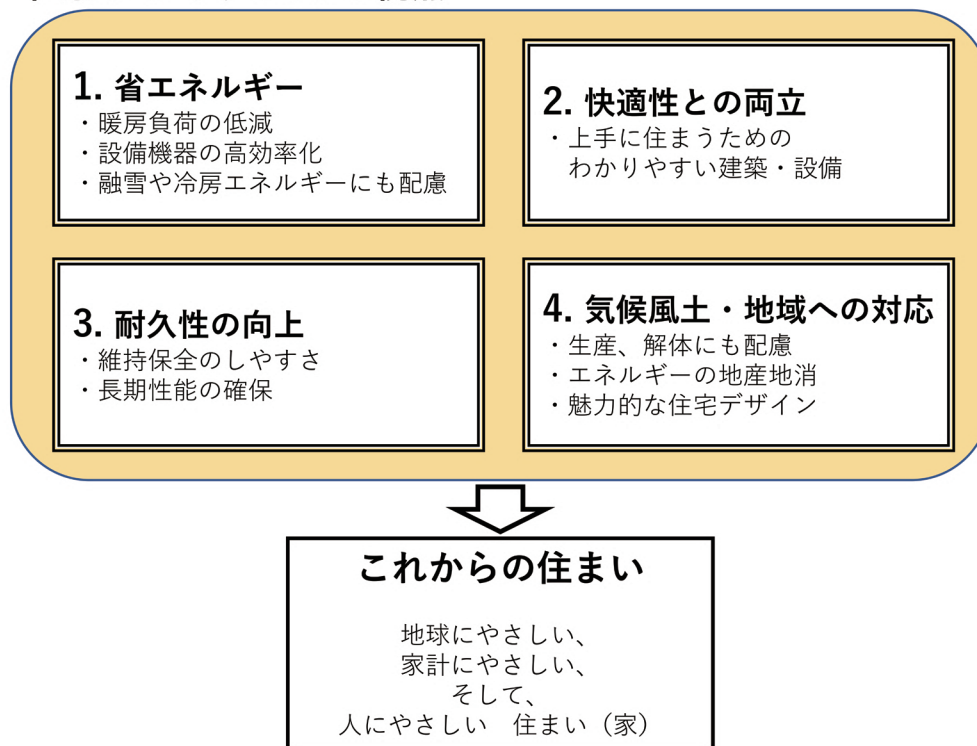 1. 省エネルギー
・暖房負荷の低減
・設備機器の高効率化
・融雪や冷房エネルギーにも配慮
2. 快適性との両立
・上手に住まうための
わかりやすい建築・設備
3. 耐久性の向上
・維持保全のしやすさ
・長期性能の確保
4. 気候風土・地域への対応
・生産、解体にも配慮
・エネルギーの地産地消
・魅力的な住宅デザイン
これからの住まい
地球にやさしい、
家計にやさしい、
そして、
人にやさしい　住まい（家）